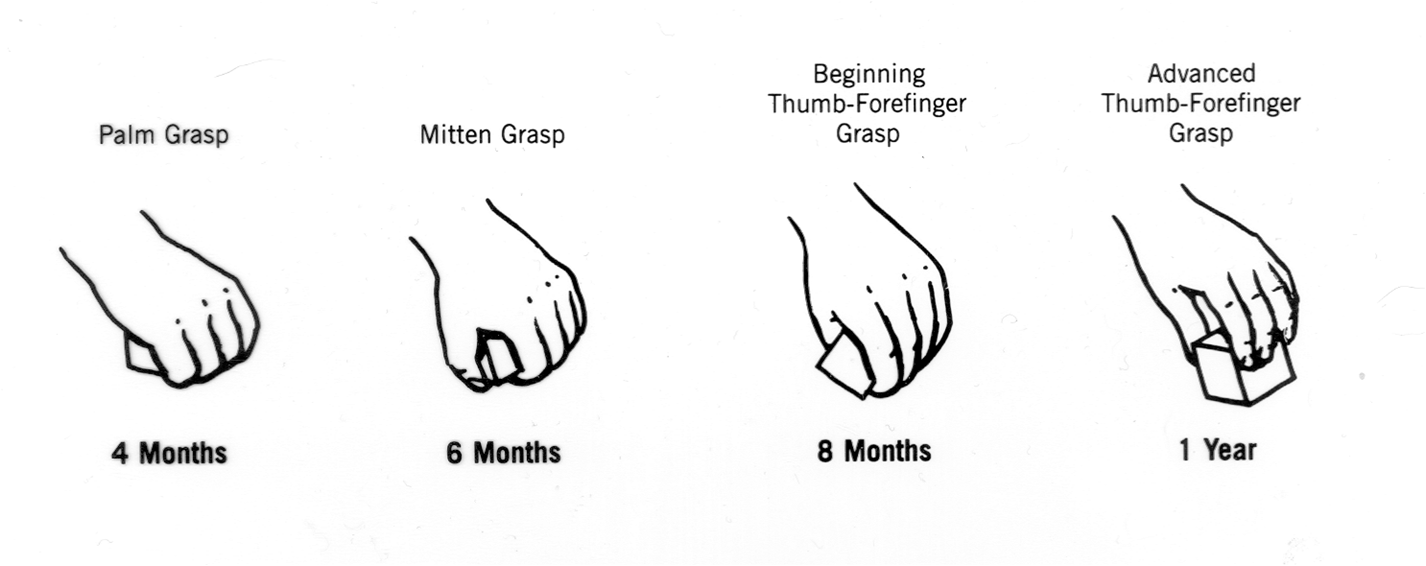 Palm Grasp
Mitten Grasp
Beginning
Thumb-Forefinger
Grasp
Advanced
Thumb-Forefinger
Grasp
4 Months
6 Months
8 Months
1 Year